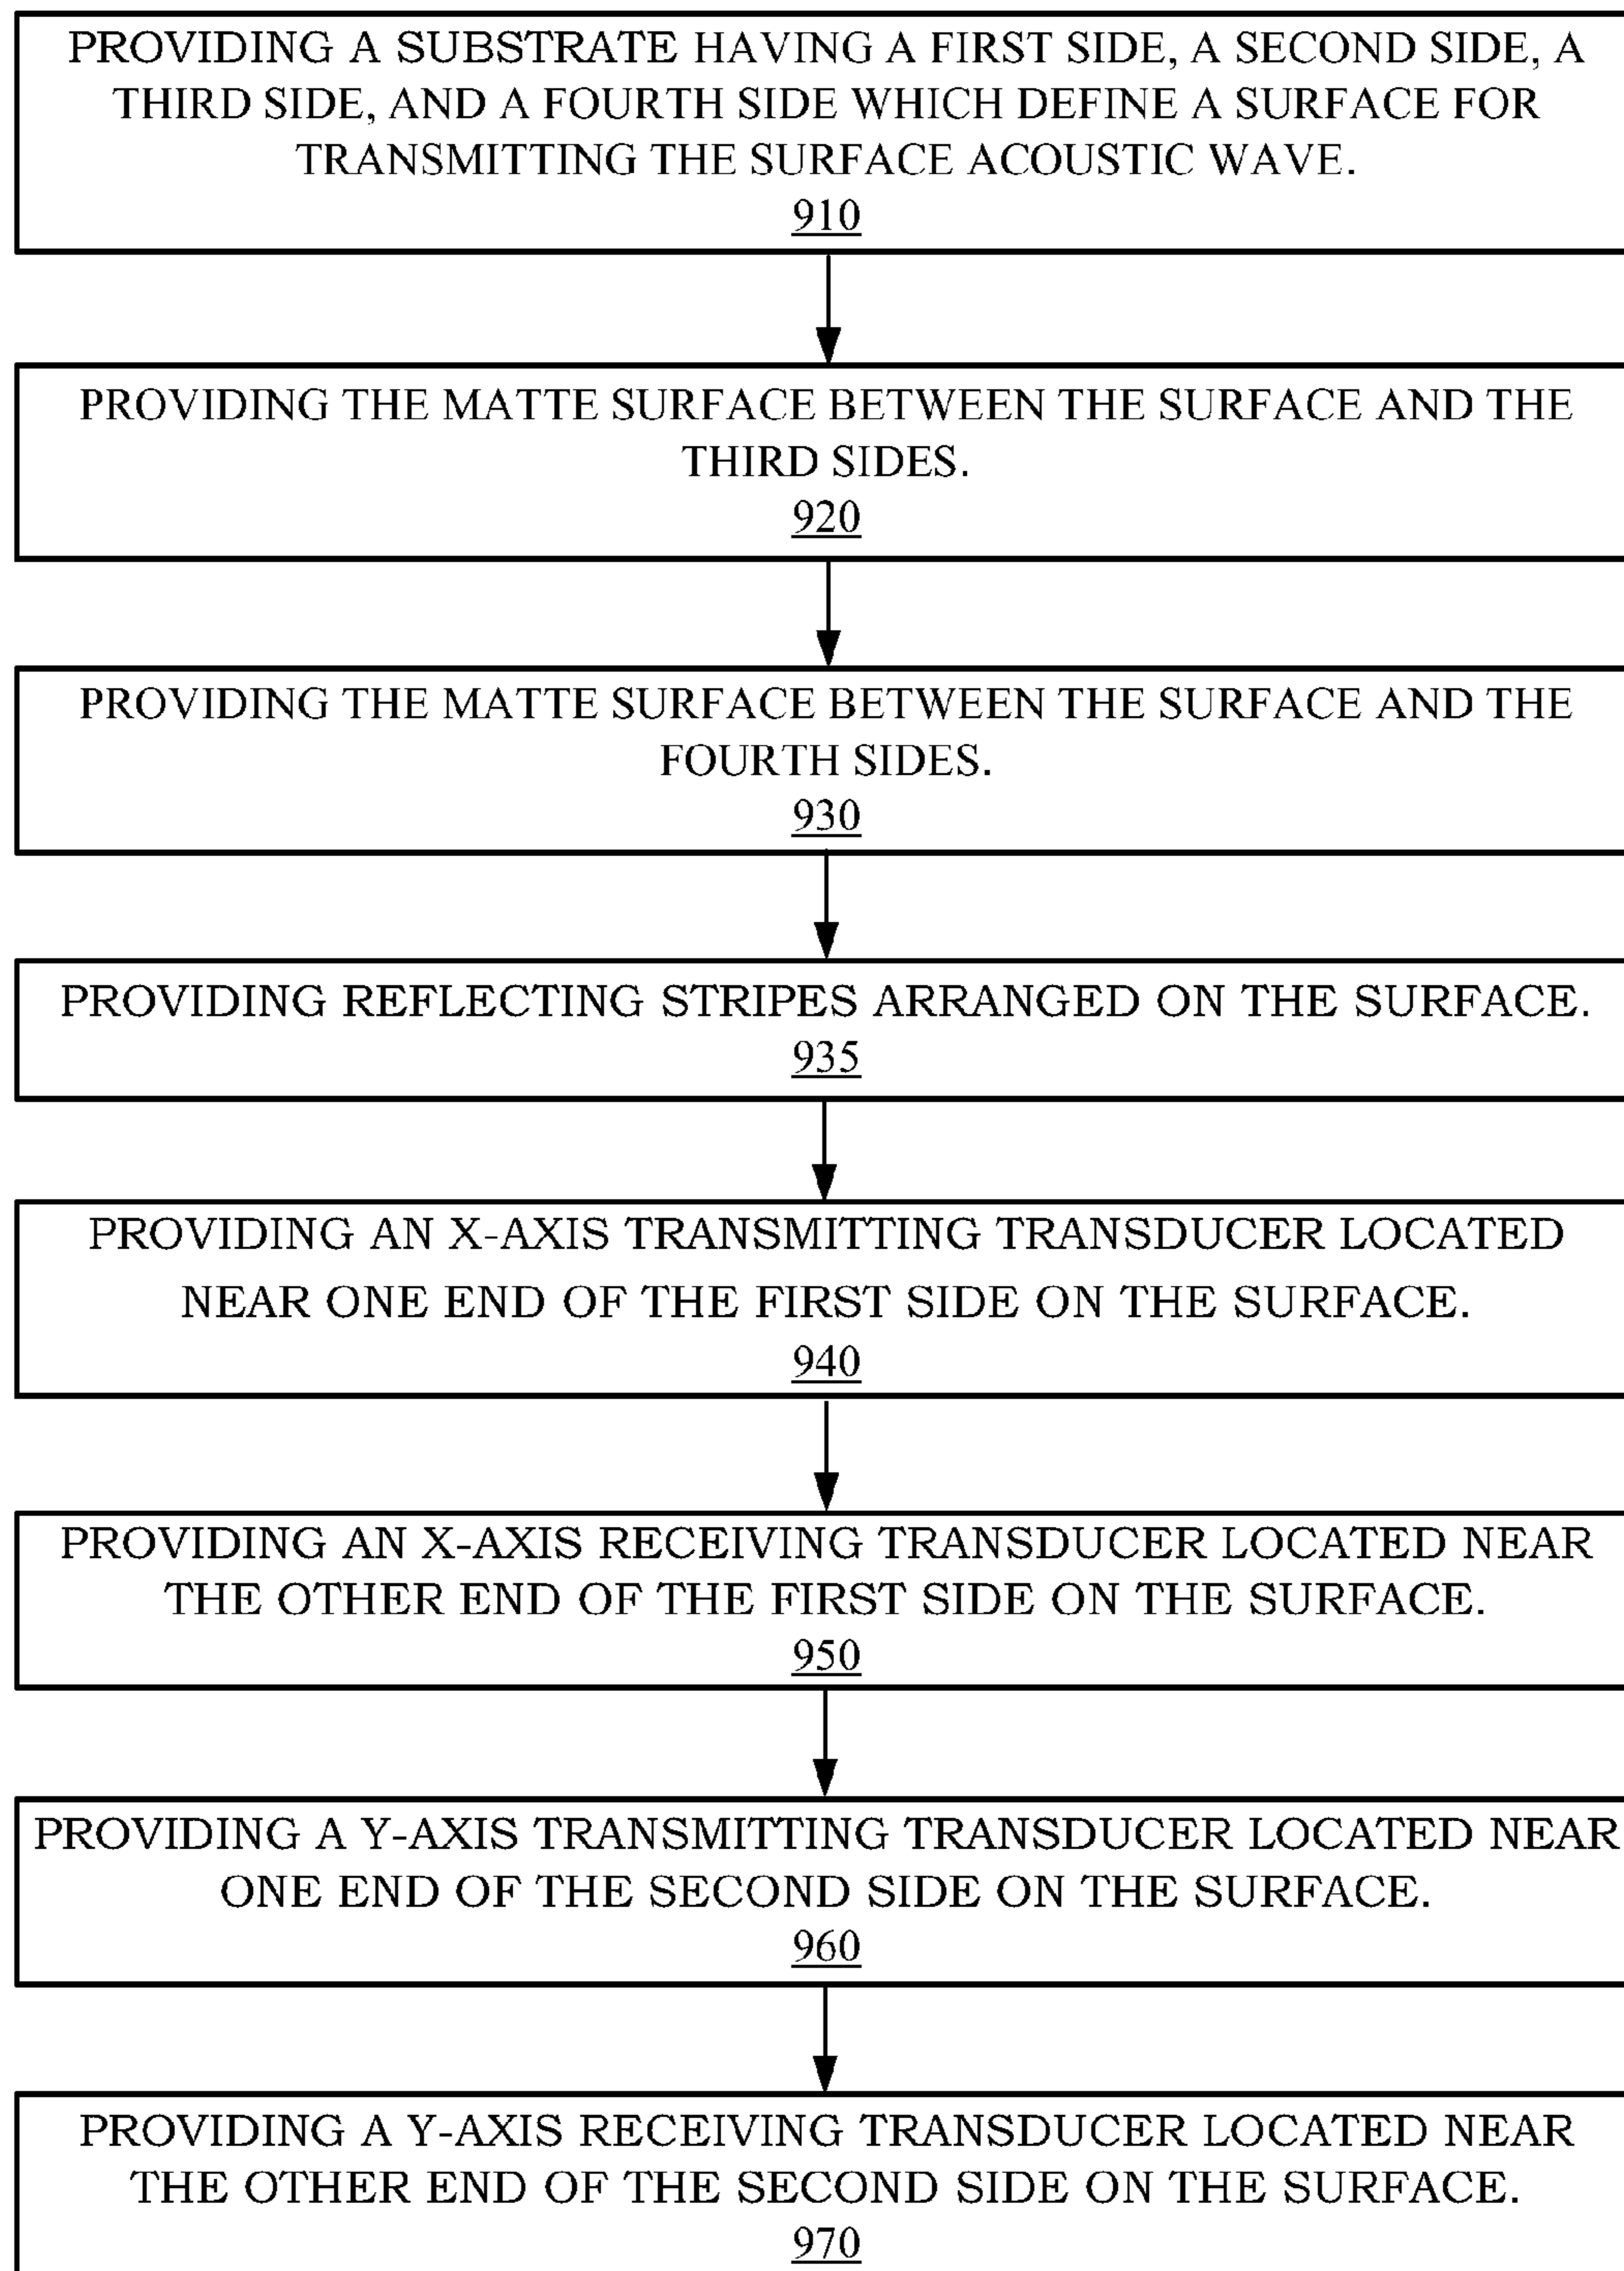 PROVIDING A SUBSTRATE HAVING A FIRST SIDE, A SECOND SIDE, A
THIRD SIDE, AND A FOURTH SIDE WHICH DEFINE A SURFACE FOR
TRANSMITTING THE SURFACE ACOUSTIC WAVE.
910
PROVIDING THE MATTE SURFACE BETWEEN THE SURFACE AND THE
THIRD SIDES.
920
PROVIDING THE MATTE SURFACE BETWEEN THE SURFACE AND THE
FOURTH SIDES.
930
PROVIDING REFLECTING STRIPES ARRANGED ON THE SURFACE.
935
PROVIDING AN X-AXIS TRANSMITTING TRANSDUCER LOCATED
NEAR ONE END OF THE FIRST SIDE ON THE SURFACE.
940
PROVIDING AN X-AXIS RECEIVING TRANSDUCER LOCATED NEAR
THE OTHER END OF THE FIRST SIDE ON THE SURFACE.
950
PROVIDING A Y-AXIS TRANSMITTING TRANSDUCER LOCATED NEAR
ONE END OF THE SECOND SIDE ON THE SURFACE.
960
PROVIDING A Y-AXIS RECEIVING TRANSDUCER LOCATED NEAR
THE OTHER END OF THE SECOND SIDE ON THE SURFACE.
970